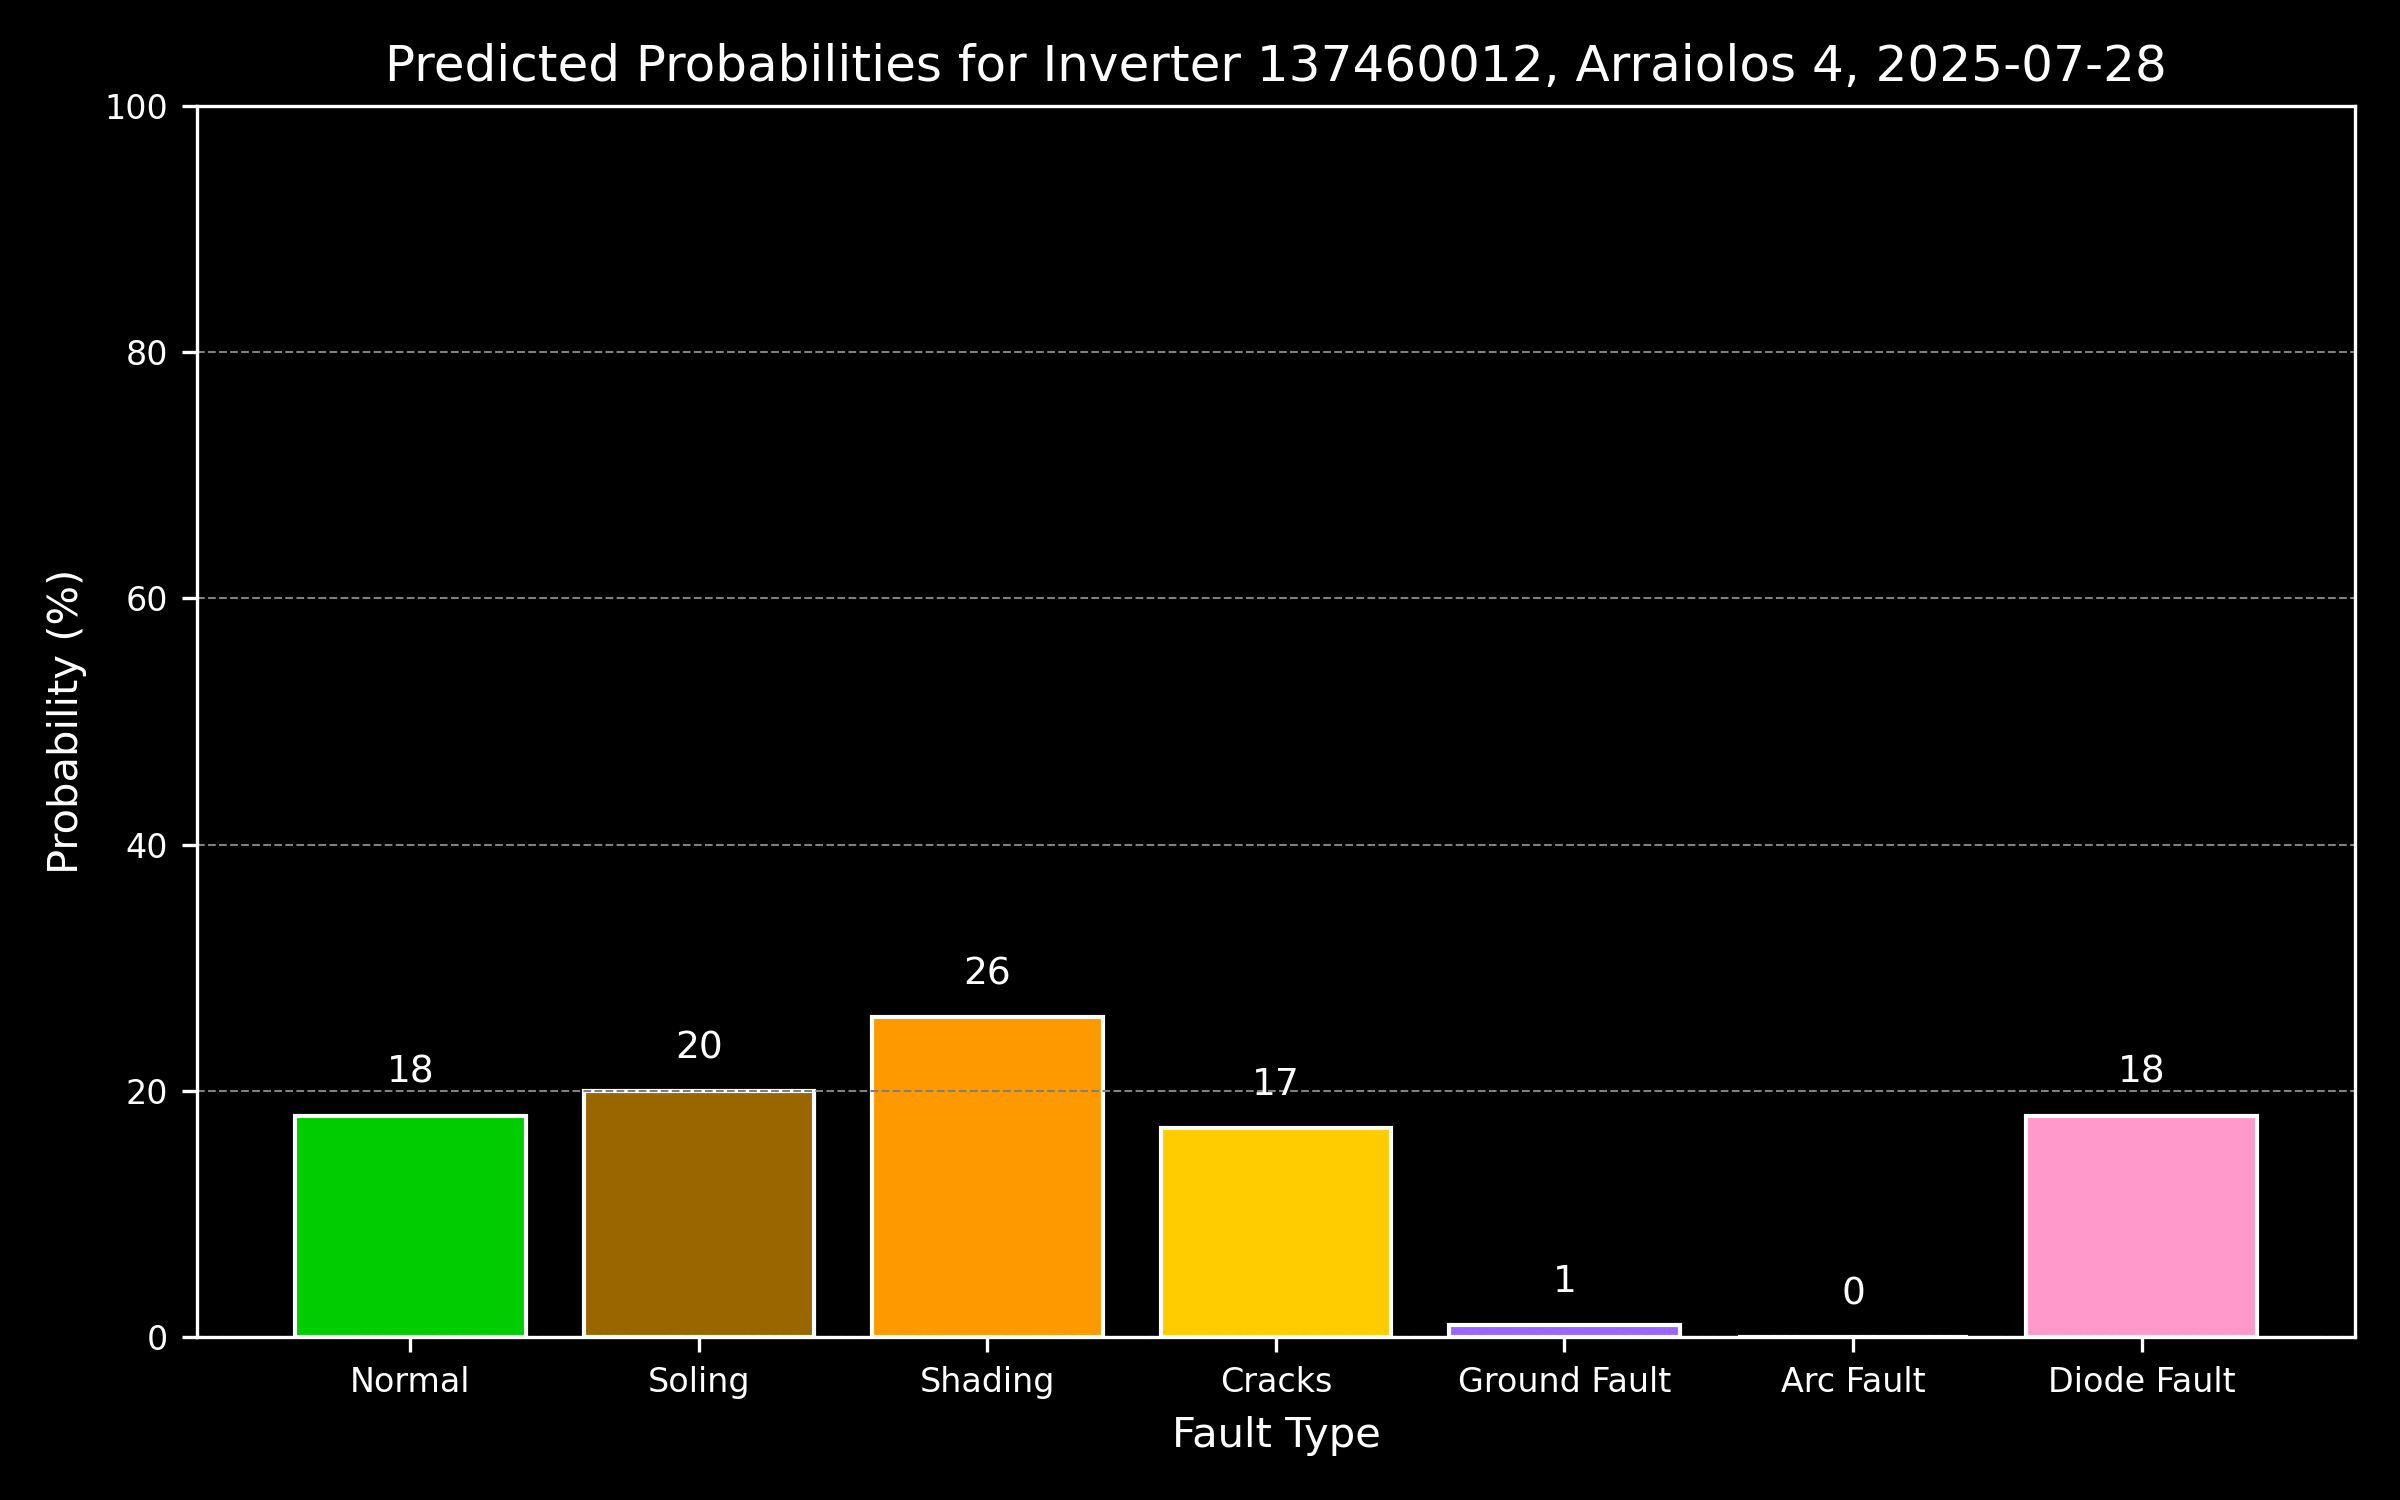 Predicted Probabilities for Inverter 137460012, Arraiolos 4, 2025-07-28
Probability (%)
100
80
60
40
20
0
18
20
26
17
1
0
18
Normal
Soling
Shading
Cracks
Ground Fault
Arc Fault
Diode Fault
Fault Type